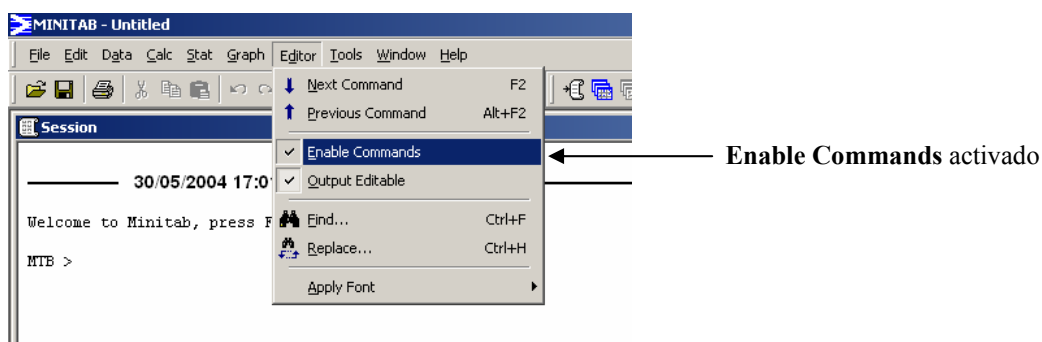 MINITAB - Untitled
File Edit Data Calc Stat Graph Editor Tools Window Help
Next Command F2
Previous Command Alt+F2
Session
Enable Commands
Enable Commands activado
30/05/2004 17:0
Output Editable
Welcome to Minitab, press F
Find... Ctrl+F
Replace... Ctrl+H
MTB >
Apply Font